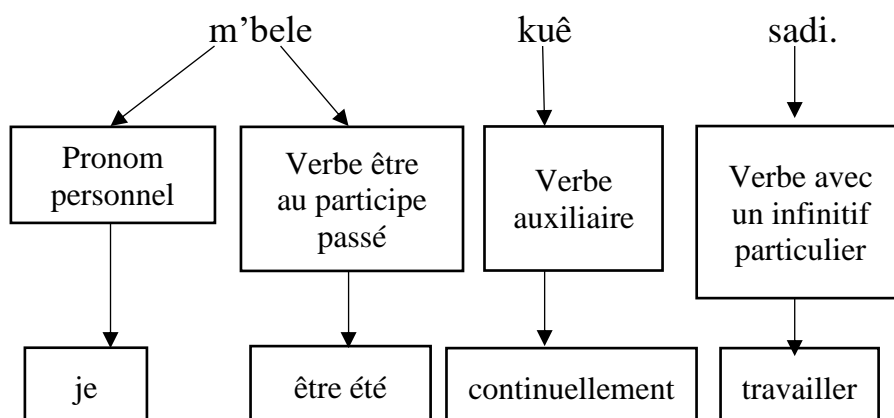 m’bele kuê sadi.
Pronom
personnel
Verbe être
au participe
passé
Verbe
auxiliaire
Verbe avec
un infinitif
particulier
je
être été
continuellement
travailler